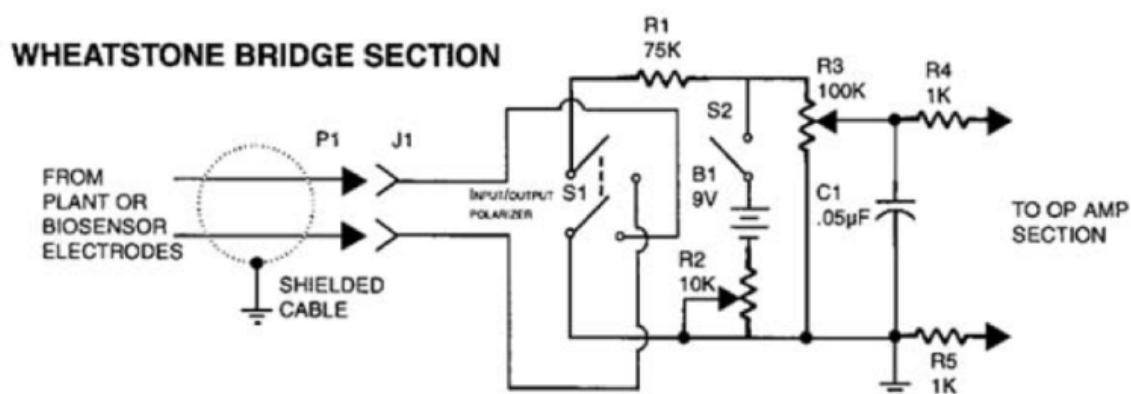 WHEATSTONE BRIDGE SECTION
R1
75K
R3
100K
R4
1K
P1
J1
S2
FROM
PLANT OR
BIOSENSOR
ELECTRODES
S1
INPUT/OUTPUT
POLARIZER
B1
9V
C1
.05µF
TO OP AMP
SECTION
SHIELDED
CABLE
R2
10K
R5
1K